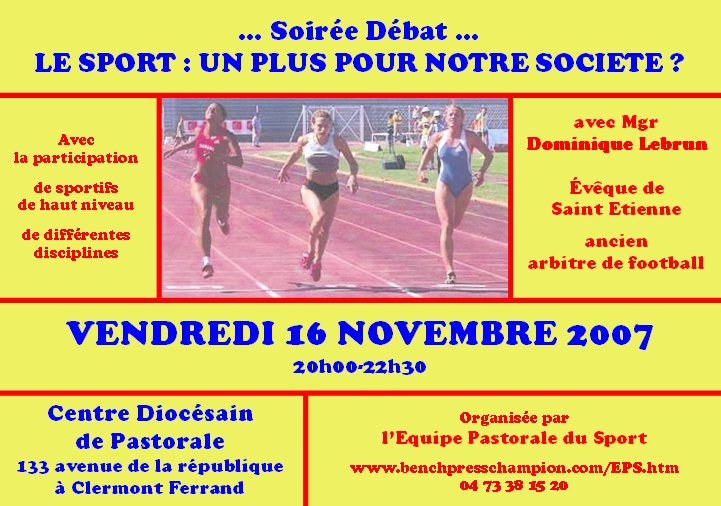 ... Soirée Débat ...
LE SPORT : UN PLUS POUR NOTRE SOCIETE ?
Avec
la participation
de sportifs
de haut niveau
de différentes
disciplines
avec Mgr
Dominique Lebrun
Évêque de
Saint Etienne
ancien
arbitre de football
VENDREDI 16 NOVEMBRE 2007
20h00-22h30
Centre Diocésain
de Pastorale
133 avenue de la république
à Clermont Ferrand
Organisée par
l'Equipe Pastorale du Sport
www.benchpresschampion.com/EPS.htm
04 73 38 15 20